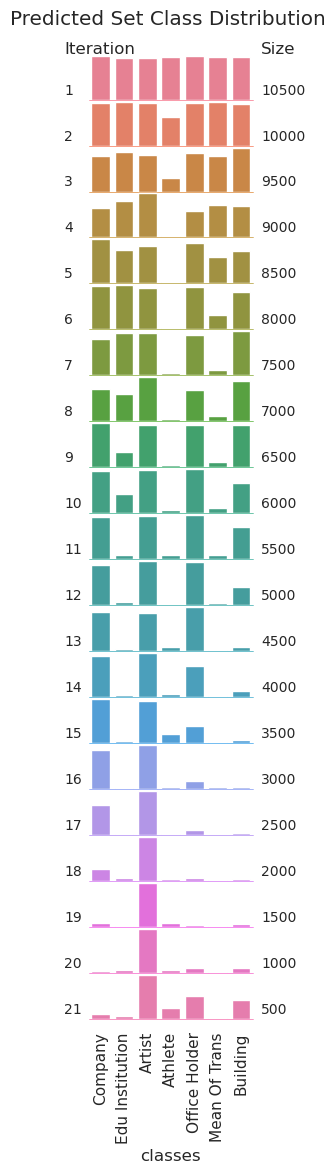 Predicted Set Class Distribution
Iteration Size
1 10500
2 10000
3 9500
4 9000
5 8500
6 8000
7 7500
8 7000
9 6500
10 6000
11 5500
12 5000
13 4500
14 4000
15 3500
16 3000
17 2500
18 2000
19 1500
20 1000
21 500
Company
Edu Institution
Artist
Athlete
Office Holder
Mean Of Trans
Building
classes